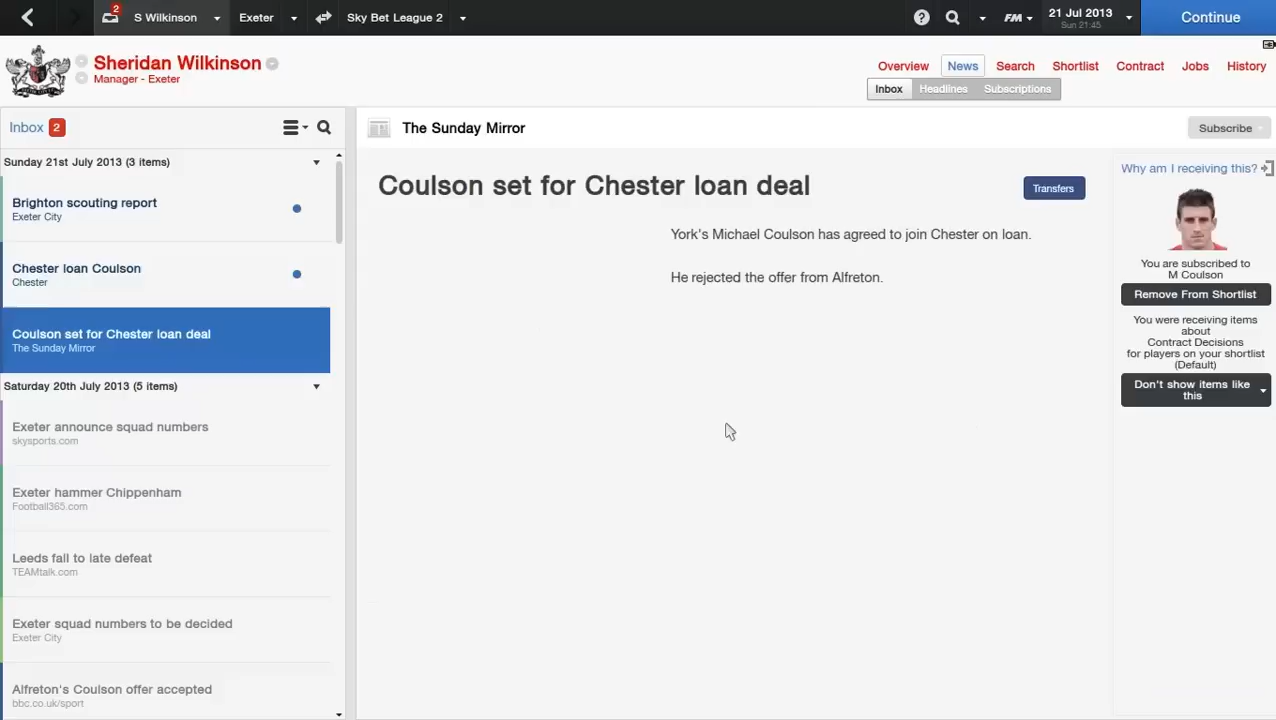 2
S Wilkinson
Exeter
Sky Bet League 2
?
FM
21 Jul 2013
Sun 21:45
Continue
Sheridan Wilkinson
Manager - Exeter
Overview
News
Search
Shortlist
Contract
Jobs
History
Inbox
Headlines
Subscriptions
Inbox 2
Sunday 21st July 2013 (3 items)
Brighton scouting report
Exeter City
Chester loan Coulson
Chester
Coulson set for Chester loan deal
The Sunday Mirror
Saturday 20th July 2013 (5 items)
Exeter announce squad numbers
skysports.com
Exeter hammer Chippenham
Football365.com
Leeds fall to late defeat
TEAMtalk.com
Exeter squad numbers to be decided
Exeter City
Alfreton's Coulson offer accepted
bbc.co.uk/sport
The Sunday Mirror
Subscribe
Coulson set for Chester loan deal
Transfers
York's Michael Coulson has agreed to join Chester on loan.
He rejected the offer from Alfreton.
Why am I receiving this?
You are subscribed to
M Coulson
Remove From Shortlist
You were receiving items
about
Contract Decisions
for players on your shortlist
(Default)
Don't show items like
this